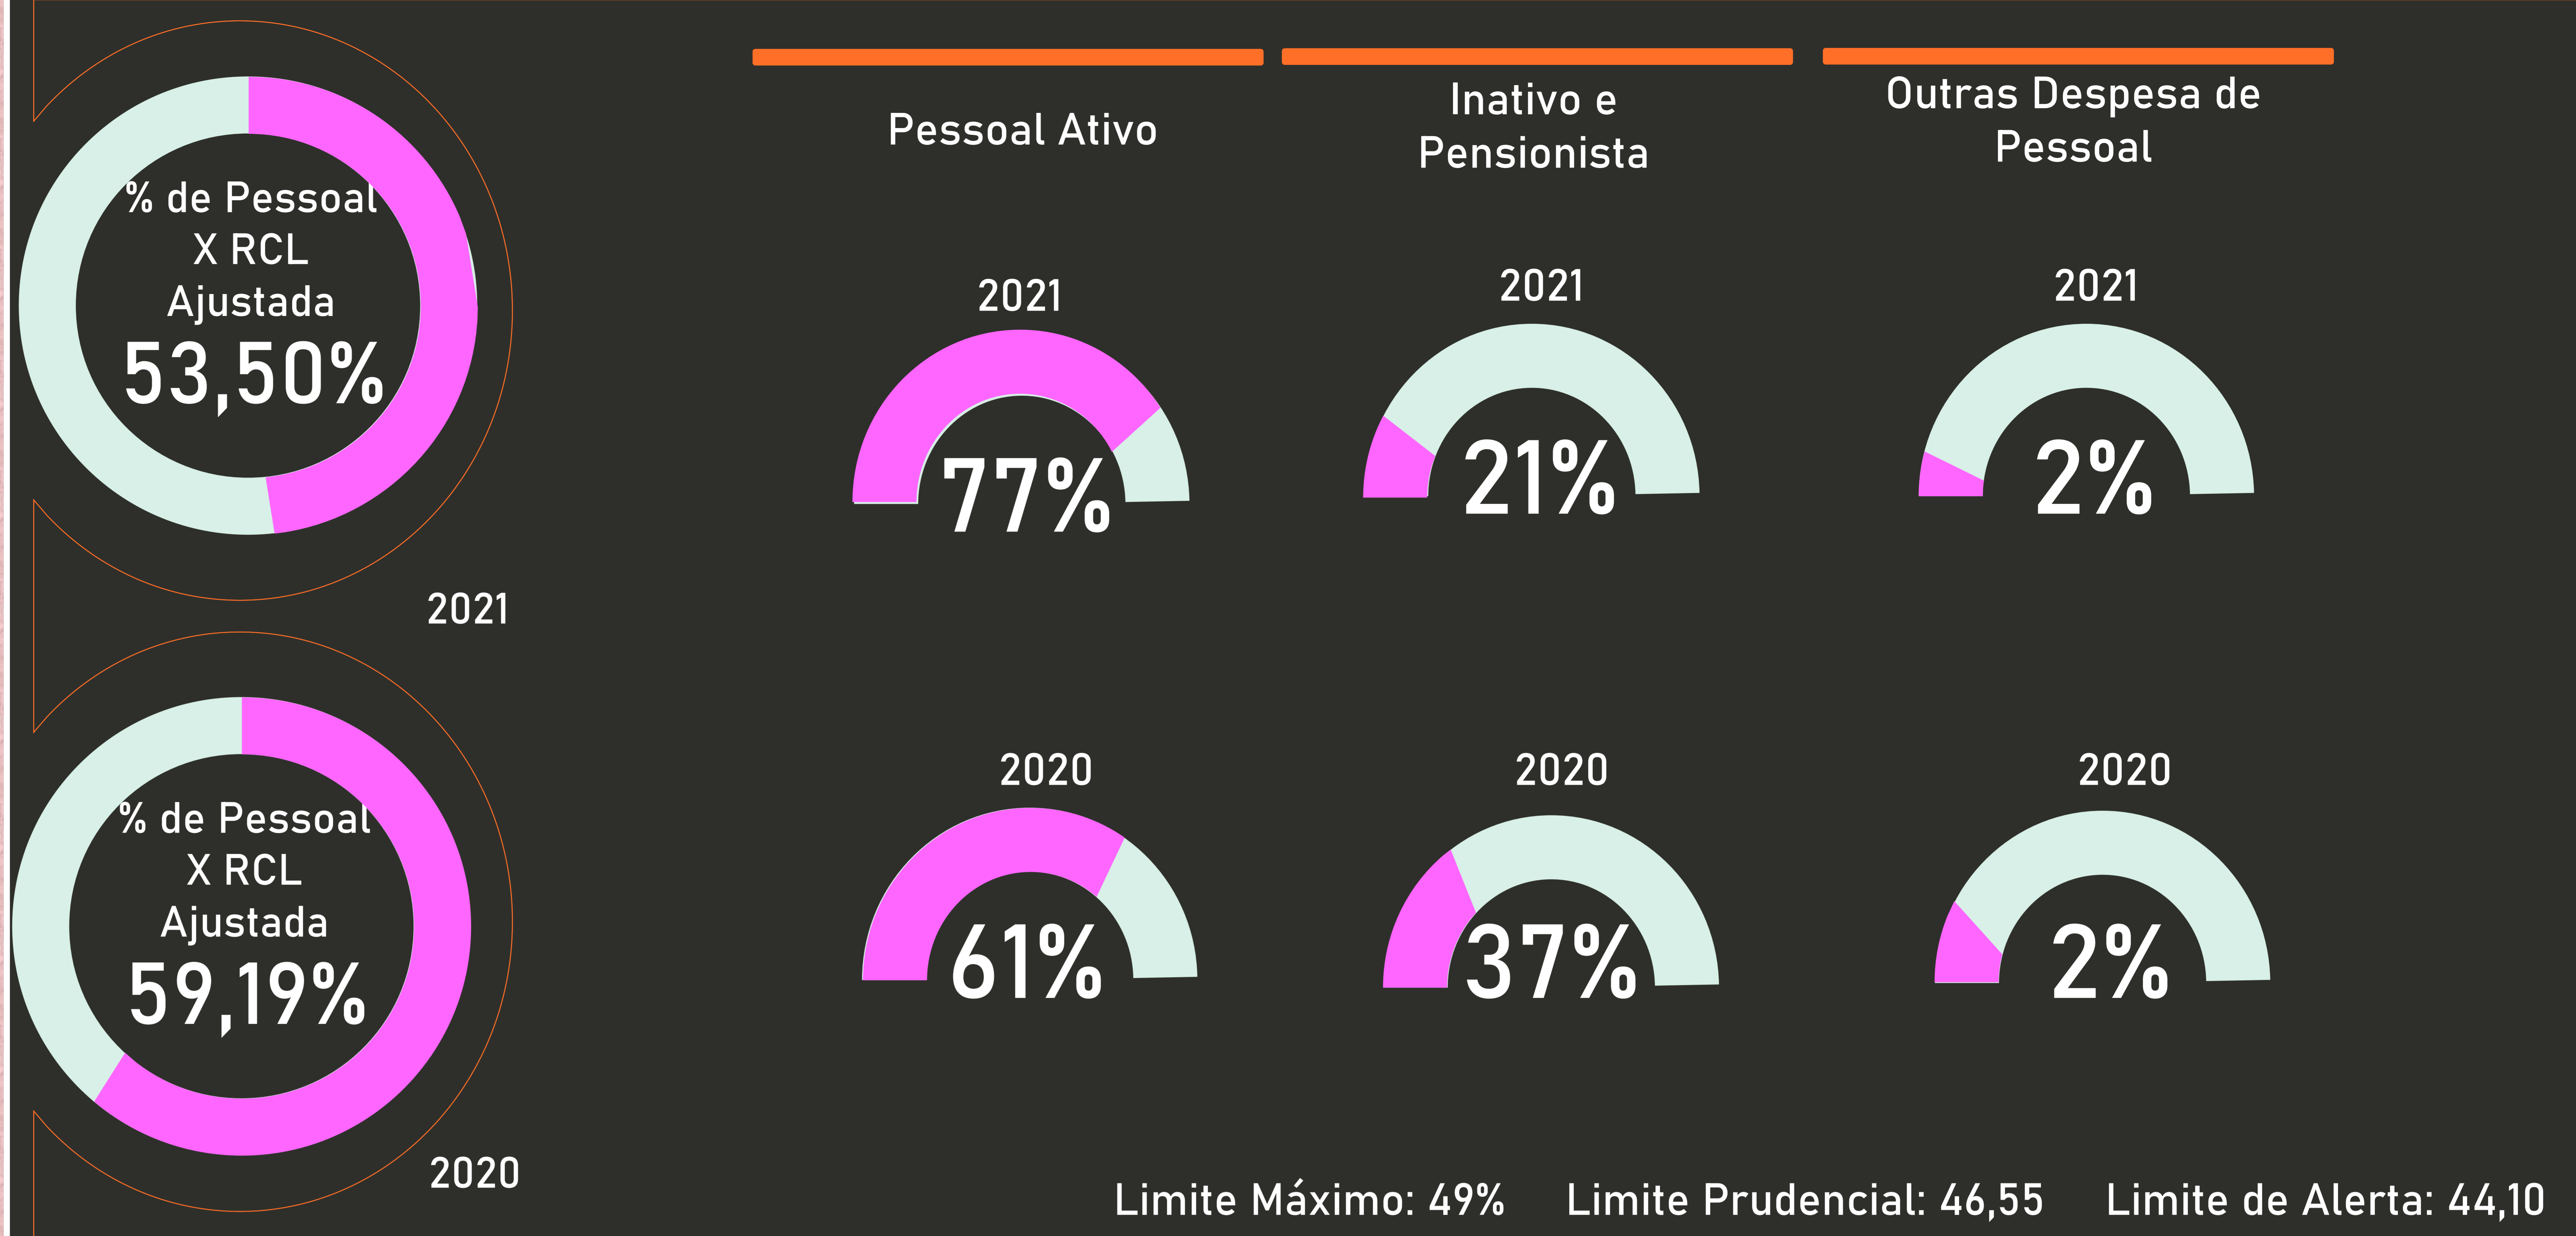 % de Pessoal
X RCL
Ajustada
53,50%
2021
Pessoal Ativo
Inativo e
Pensionista
Outras Despesa de
Pessoal
2021
77%
2021
21%
2021
2%
% de Pessoal
X RCL
Ajustada
59,19%
2020
2020
61%
2020
37%
2020
2%
Limite Máximo: 49% Limite Prudencial: 46,55 Limite de Alerta: 44,10